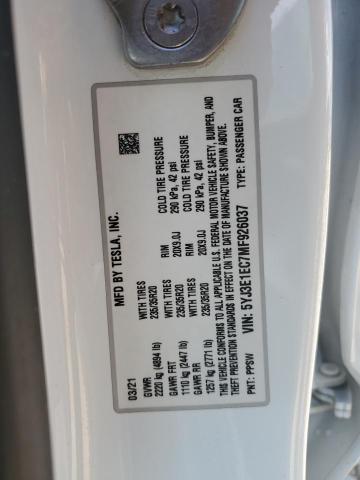 MFD BY TESLA, INC.
03/21
GVWR
2220 kg (4894 lb)
GAWR FRT WITH TIRES RIM COLD TIRE PRESSURE
1110 kg (2447 lb) 235/35R20 20X9.0J 290 kPa, 42 psi
GAWR RR WITH TIRES RIM COLD TIRE PRESSURE
1257 kg (2771 lb) 235/35R20 20X9.0J 290 kPa, 42 psi
THIS VEHICLE CONFORMS TO ALL APPLICABLE U.S. FEDERAL MOTOR VEHICLE SAFETY, BUMPER, AND
THEFT PREVENTION STANDARDS IN EFFECT ON THE DATE OF MANUFACTURE SHOWN ABOVE.
VIN: 5YJ3E1EC7MF926037 TYPE: PASSENGER CAR
PNT: PPSW